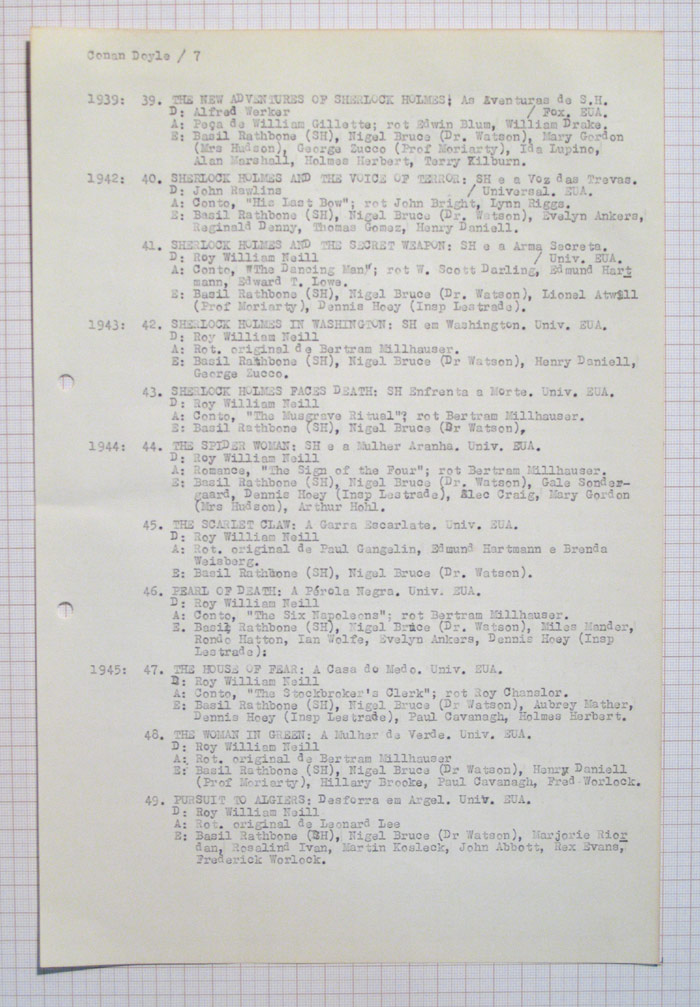 Conan Doyle / 7
1939: 39. THE NEW ADVENTURES OF SHERLOCK HOLMES: As Aventuras de S.H.
D: Alfred Werker / Fox. EUA.
A: Peça de William Gillette; rot Edwin Blum, William Drake.
E: Basil Rathbone (SH), Nigel Bruce (Dr. Watson), Mary Gordon
(Mrs Hudson), George Zucco (Prof Moriarty), Ida Lupino,
Alan Marshall, Holmes Herbert, Terry Kilburn.
1942: 40. SHERLOCK HOLMES AND THE VOICE OF TERROR: SH e a Voz das Trevas.
D: John Rawlins / Universal. EUA.
A: Conto, "His Last Bow"; rot John Bright, Lynn Riggs.
E: Basil Rathbone (SH), Nigel Bruce (Dr. Watson), Evelyn Ankers,
Reginald Denny, Thomas Gomez, Henry Daniell.
41. SHERLOCK HOLMES AND THE SECRET WEAPON: SH e a Arma Secreta.
D: Roy William Neill / Univ. EUA.
A: Conto, "The Dancing Man"; rot W. Scott Darling, Edmund Hart
mann, Edward T. Lowe.
E: Basil Rathbone (SH), Nigel Bruce (Dr. Watson), Lionel Atwill
(Prof Moriarty), Dennis Hoey (Insp Lestrade).
1943: 42. SHERLOCK HOLMES IN WASHINGTON: SH em Washington. Univ. EUA.
D: Roy William Neill
A: Rot. original de Bertram Millhauser.
E: Basil Rathbone (SH), Nigel Bruce (Dr Watson), Henry Daniell,
George Zucco.
43. SHERLOCK HOLMES FACES DEATH: SH Enfrenta a Morte. Univ. EUA.
D: Roy William Neill
A: Conto, "The Musgrave Ritual"; rot Bertram Millhauser.
E: Basil Rathbone (SH), Nigel Bruce (Dr Watson),
1944: 44. THE SPIDER WOMAN: SH e a Mulher Aranha. Univ. EUA.
D: Roy William Neill
A: Romance, "The Sign of the Four"; rot Bertram Millhauser.
E: Basil Rathbone (SH), Nigel Bruce (Dr. Watson), Gale Sonder-
gaard, Dennis Hoey (Insp Lestrade), Alec Craig, Mary Gordon
(Mrs Hudson), Arthur Hohl.
45. THE SCARLET CLAW: A Garra Escarlate. Univ. EUA.
D: Roy William Neill
A: Rot. original de Paul Gangelin, Edmund Hartmann e Brenda
Weisberg.
E: Basil Rathbone (SH), Nigel Bruce (Dr. Watson).
46. PEARL OF DEATH: A Pérola Negra. Univ. EUA.
D: Roy William Neill
A: Conto, "The Six Napoleons"; rot Bertram Millhauser.
E. Basil Rathbone (SH), Nigel Bruce (Dr. Watson), Miles Mander,
Rondo Hatton, Ian Wolfe, Evelyn Ankers, Dennis Hoey (Insp
Lestrade);
1945: 47. THE HOUSE OF FEAR: A Casa do Medo. Univ. EUA.
D: Roy William Neill
A: Conto, "The Stockbroker's Clerk"; rot Roy Chanslor.
E: Basil Rathbone (SH), Nigel Bruce (Dr Watson), Aubrey Mather,
Dennis Hoey (Insp Lestrade), Paul Cavanagh, Holmes Herbert.
48. THE WOMAN IN GREEN: A Mulher de Verde. Univ. EUA.
D: Roy William Neill
A: Rot. original de Bertram Millhauser
E: Basil Rathbone (SH), Nigel Bruce (Dr Watson), Henry Daniell
(Prof Moriarty), Hillary Brooke, Paul Cavanagh, Fred Worlock.
49. PURSUIT TO ALGIERS: Desforra em Argel. Univ. EUA.
D: Roy William Neill
A: Rot. original de Leonard Lee
E: Basil Rathbone (SH), Nigel Bruce (Dr Watson), Marjorie Rior
dan, Rosalind Ivan, Martin Kosleck, John Abbott, Rex Evans,
Frederick Worlock.